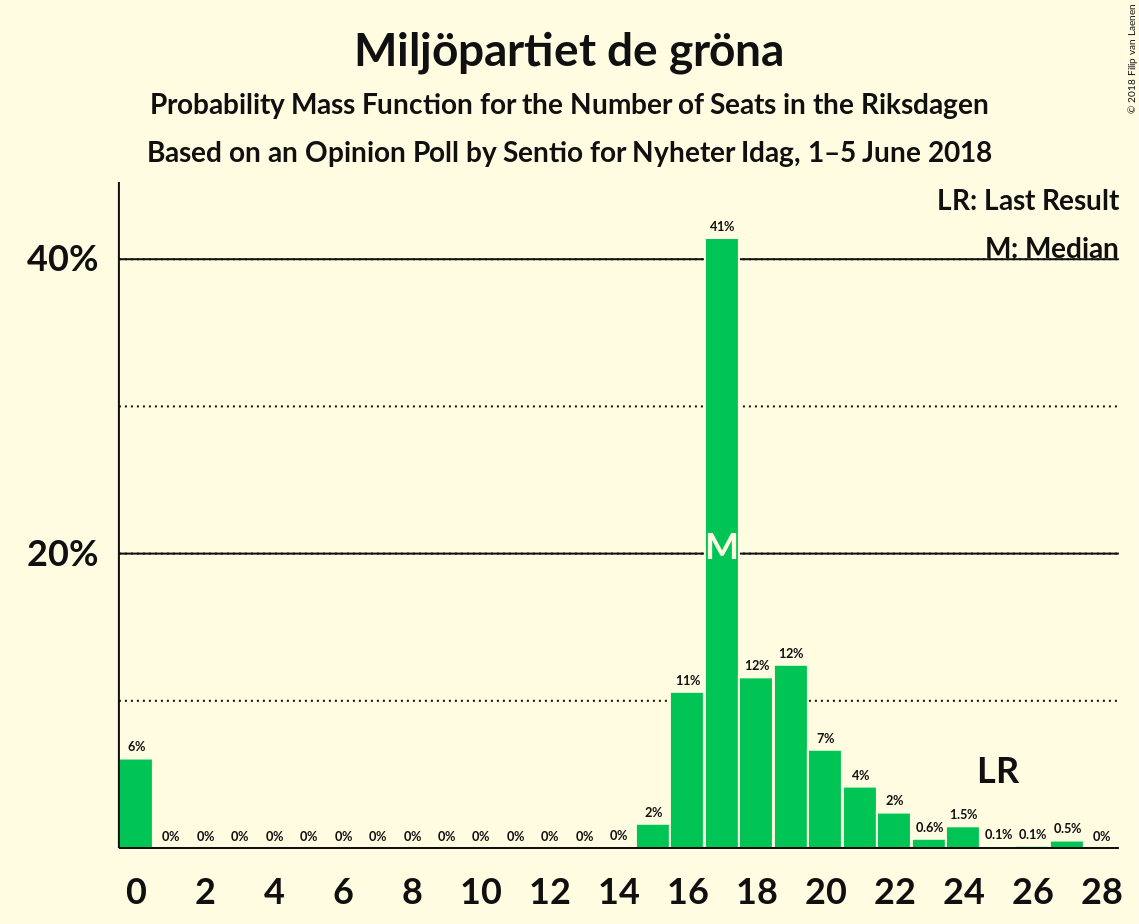 Miljöpartiet de gröna
Probability Mass Function for the Number of Seats in the Riksdagen
Based on an Opinion Poll by Sentio for Nyheter Idag, 1–5 June 2018
© 2018 Filip van Laenen
LR: Last Result
M: Median
40%
20%
6% 0% 0% 0% 0% 0% 0% 0% 0% 0% 0% 0% 0% 0% 0% 2% 11% 41% 12% 12% 7% 4% 2% 0.6% 1.5% 0.1% 0.1% 0.5% 0%
M
LR
0 2 4 6 8 10 12 14 16 18 20 22 24 26 28